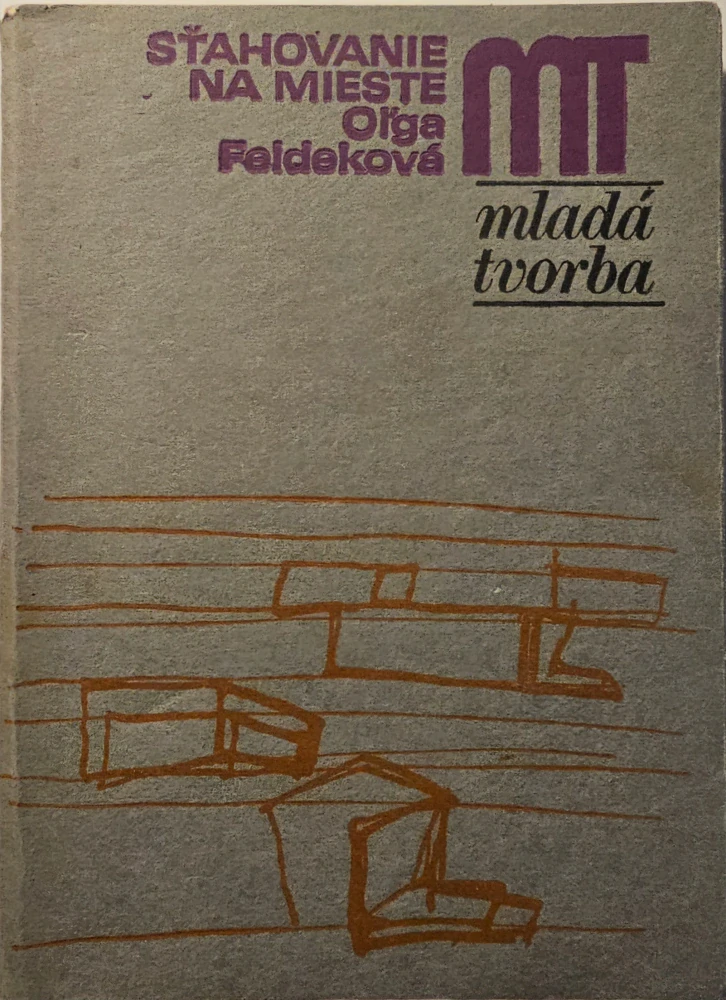 SŤAHOVANIE
NA MIESTE
Oľga
Feldeková
MT
mladá
tvorba